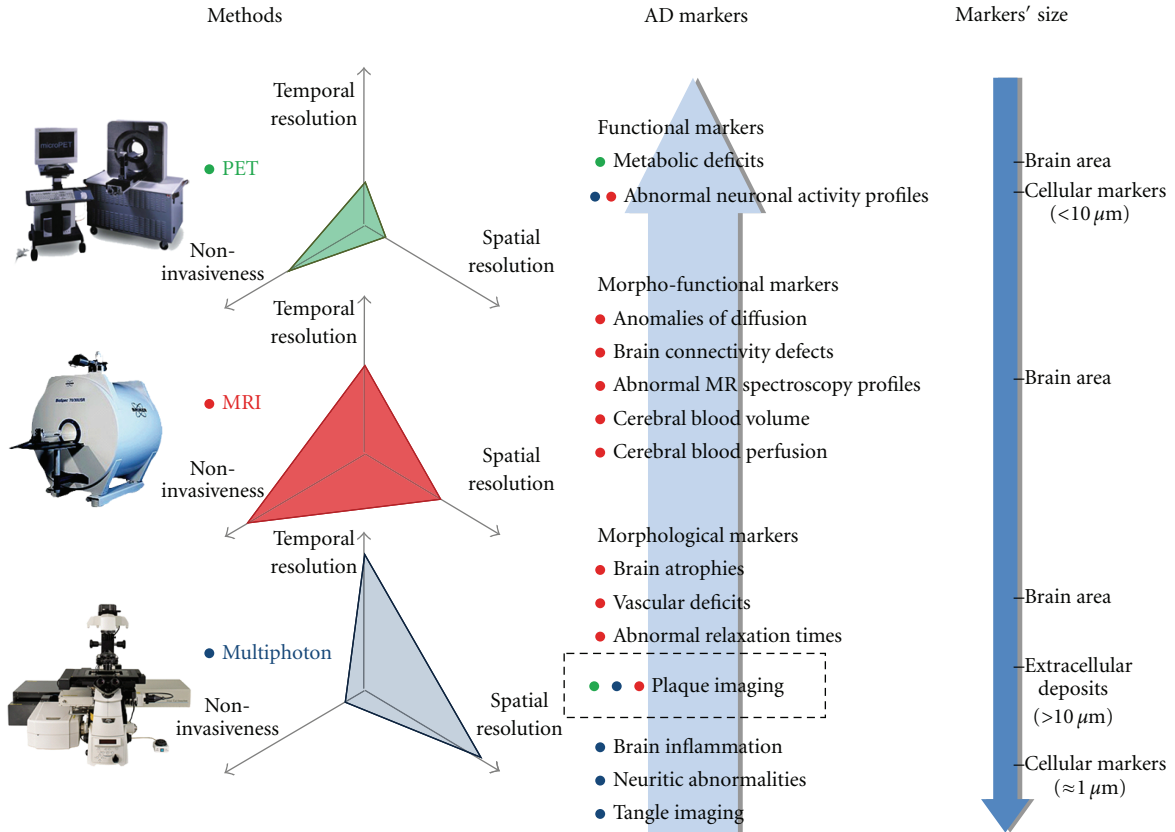 Methods
AD markers
Markers' size
Temporal
resolution
microPET
PET
Non-
invasiveness
Spatial
resolution
Functional markers
Metabolic deficits
Abnormal neuronal activity profiles
Brain area
Cellular markers
(<10 μm)
Temporal
resolution
MRI
Non-
invasiveness
Spatial
resolution
Morpho-functional markers
Anomalies of diffusion
Brain connectivity defects
Abnormal MR spectroscopy profiles
Cerebral blood volume
Cerebral blood perfusion
Brain area
Temporal
resolution
Multiphoton
Non-
invasiveness
Spatial
resolution
Morphological markers
Brain atrophies
Vascular deficits
Abnormal relaxation times
Plaque imaging
Brain inflammation
Neuritic abnormalities
Tangle imaging
Brain area
Extracellular
deposits
(>10 μm)
Cellular markers
(≈1 μm)